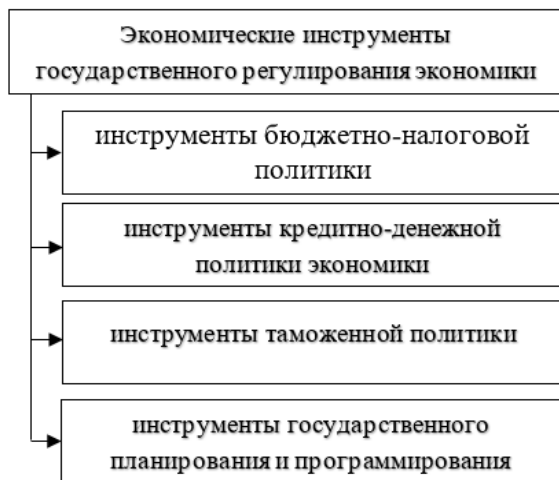 Экономические инструменты
государственного регулирования экономики
инструменты бюджетно-налоговой
политики
инструменты кредитно-денежной
политики экономики
инструменты таможенной политики
инструменты государственного
планирования и программирования